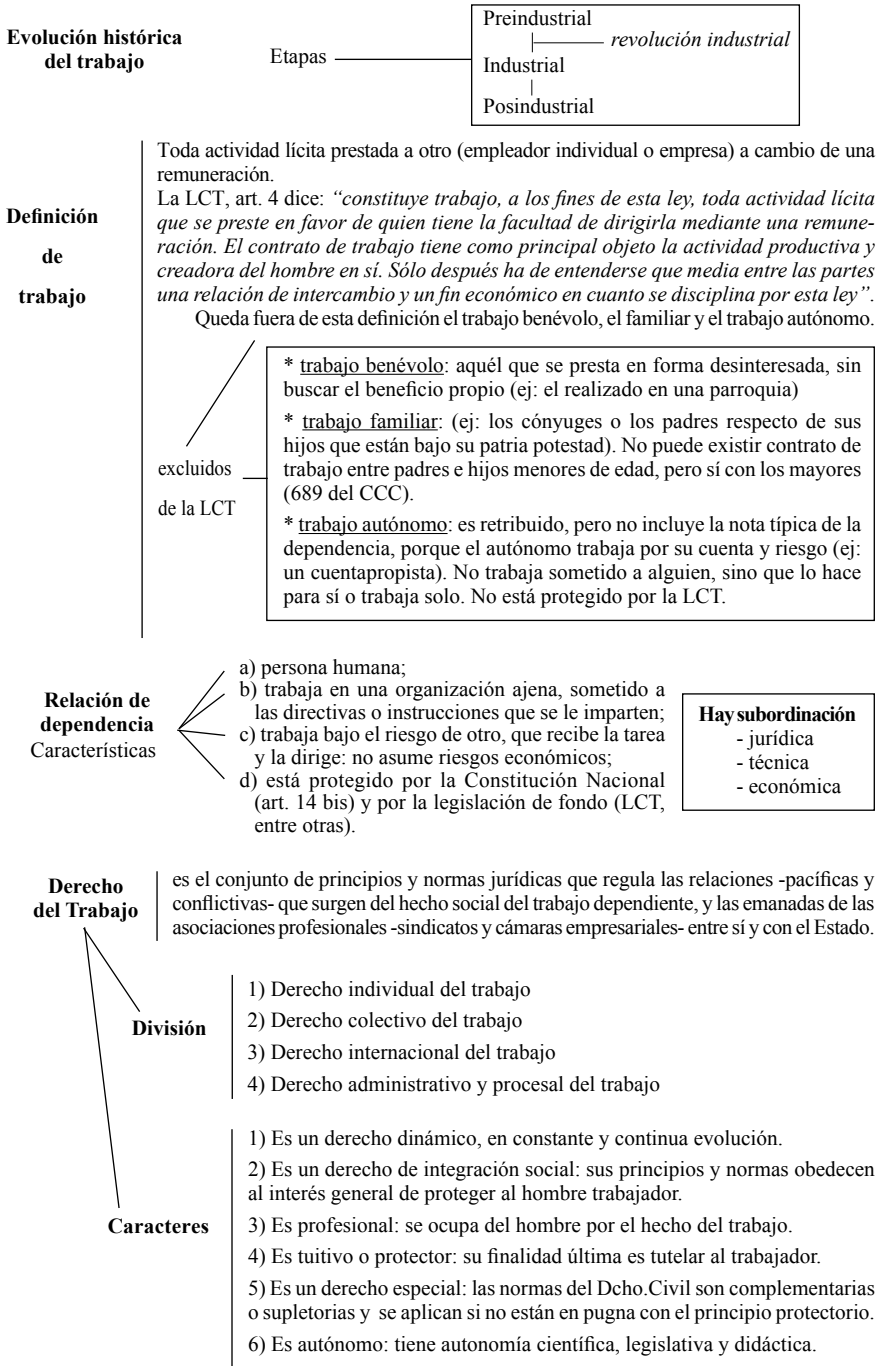 Evolución histórica
del trabajo
Etapas
Preindustrial
revolución industrial
Industrial
Posindustrial
Definición
de
trabajo
Toda actividad lícita prestada a otro (empleador individual o empresa) a cambio de una
remuneración.
La LCT, art. 4 dice: “constituye trabajo, a los fines de esta ley, toda actividad lícita
que se preste en favor de quien tiene la facultad de dirigirla mediante una remune-
ración. El contrato de trabajo tiene como principal objeto la actividad productiva y
creadora del hombre en sí. Sólo después ha de entenderse que media entre las partes
una relación de intercambio y un fin económico en cuanto se disciplina por esta ley”.
Queda fuera de esta definición el trabajo benévolo, el familiar y el trabajo autónomo.
excluidos
de la LCT
* trabajo benévolo: aquél que se presta en forma desinteresada, sin
buscar el beneficio propio (ej: el realizado en una parroquia)
* trabajo familiar: (ej: los cónyuges o los padres respecto de sus
hijos que están bajo su patria potestad). No puede existir contrato de
trabajo entre padres e hijos menores de edad, pero sí con los mayores
(689 del CCC).
* trabajo autónomo: es retribuido, pero no incluye la nota típica de la
dependencia, porque el autónomo trabaja por su cuenta y riesgo (ej:
un cuentapropista). No trabaja sometido a alguien, sino que lo hace
para sí o trabaja solo. No está protegido por la LCT.
Relación de
dependencia
Características
a) persona humana;
b) trabaja en una organización ajena, sometido a
las directivas o instrucciones que se le imparten;
c) trabaja bajo el riesgo de otro, que recibe la tarea
y la dirige: no asume riesgos económicos;
d) está protegido por la Constitución Nacional
(art. 14 bis) y por la legislación de fondo (LCT,
entre otras).
Hay subordinación
- jurídica
- técnica
- económica
Derecho
del Trabajo
es el conjunto de principios y normas jurídicas que regula las relaciones -pacíficas y
conflictivas- que surgen del hecho social del trabajo dependiente, y las emanadas de las
asociaciones profesionales -sindicatos y cámaras empresariales- entre sí y con el Estado.
División
1) Derecho individual del trabajo
2) Derecho colectivo del trabajo
3) Derecho internacional del trabajo
4) Derecho administrativo y procesal del trabajo
Caracteres
1) Es un derecho dinámico, en constante y continua evolución.
2) Es un derecho de integración social: sus principios y normas obedecen
al interés general de proteger al hombre trabajador.
3) Es profesional: se ocupa del hombre por el hecho del trabajo.
4) Es tuitivo o protector: su finalidad última es tutelar al trabajador.
5) Es un derecho especial: las normas del Dcho.Civil son complementarias
o supletorias y se aplican si no están en pugna con el principio protectorio.
6) Es autónomo: tiene autonomía científica, legislativa y didáctica.